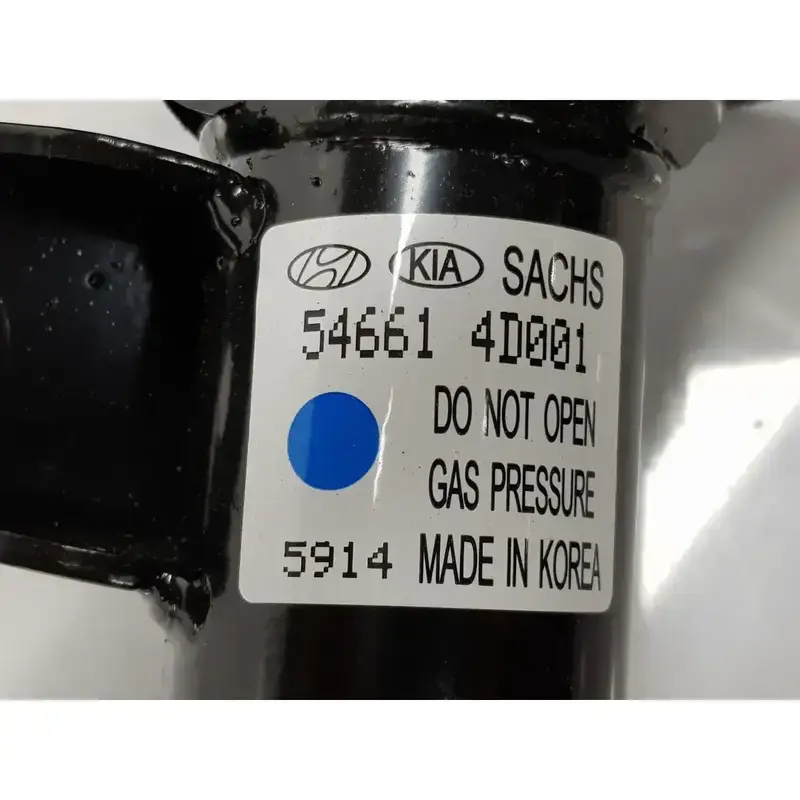 KIA SACHS
54661 4D001
DO NOT OPEN
GAS PRESSURE
5914 MADE IN KOREA